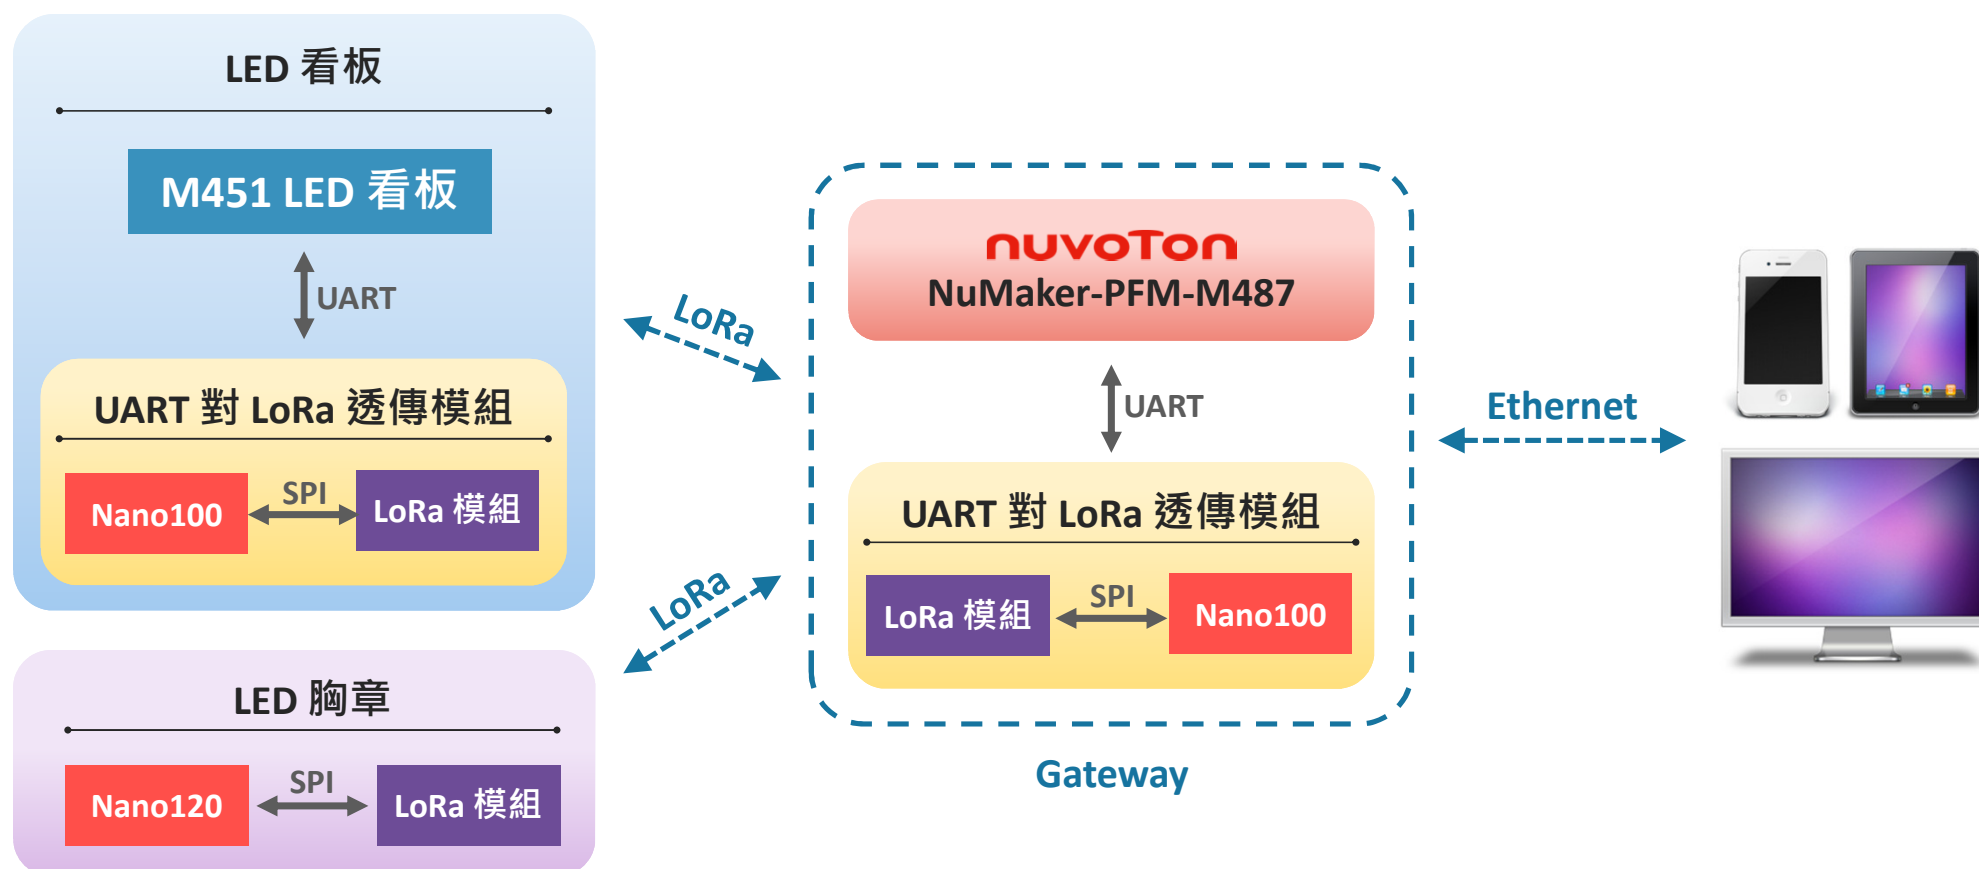 LED 看板
M451 LED 看板
UART
UART 對 LoRa 透傳模組
Nano100
SPI
LoRa 模組
LED 胸章
Nano120
SPI
LoRa 模組
LoRa
LoRa
nuvoTon
NuMaker-PFM-M487
UART
UART 對 LoRa 透傳模組
LoRa 模組
SPI
Nano100
Gateway
Ethernet